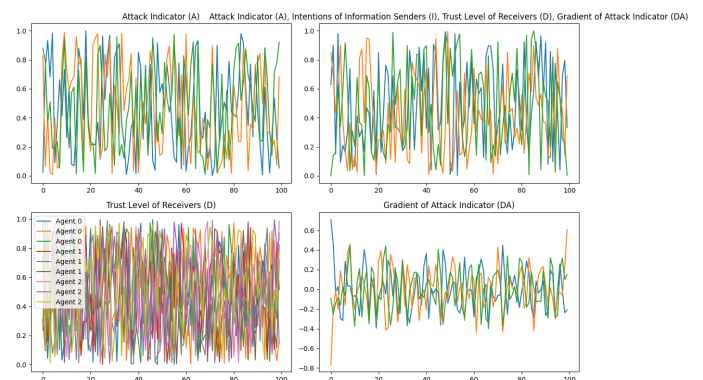 Attack Indicator (A)
Attack Indicator (A), Intentions of Information Senders (I), Trust Level of Receivers (D), Gradient of Attack Indicator (DA)
1.0
0.8
0.6
0.4
0.2
0.0
0 20 40 60 80 100
1.0
0.8
0.6
0.4
0.2
0.0
0 20 40 60 80 100
Trust Level of Receivers (D)
1.0
0.8
0.6
0.4
0.2
0.0
Agent 0
Agent 0
Agent 0
Agent 1
Agent 1
Agent 1
Agent 2
Agent 2
Agent 2
0 20 40 60 80 100
Gradient of Attack Indicator (DA)
0.6
0.4
0.2
0.0
−0.2
−0.4
−0.6
−0.8
0 20 40 60 80 100